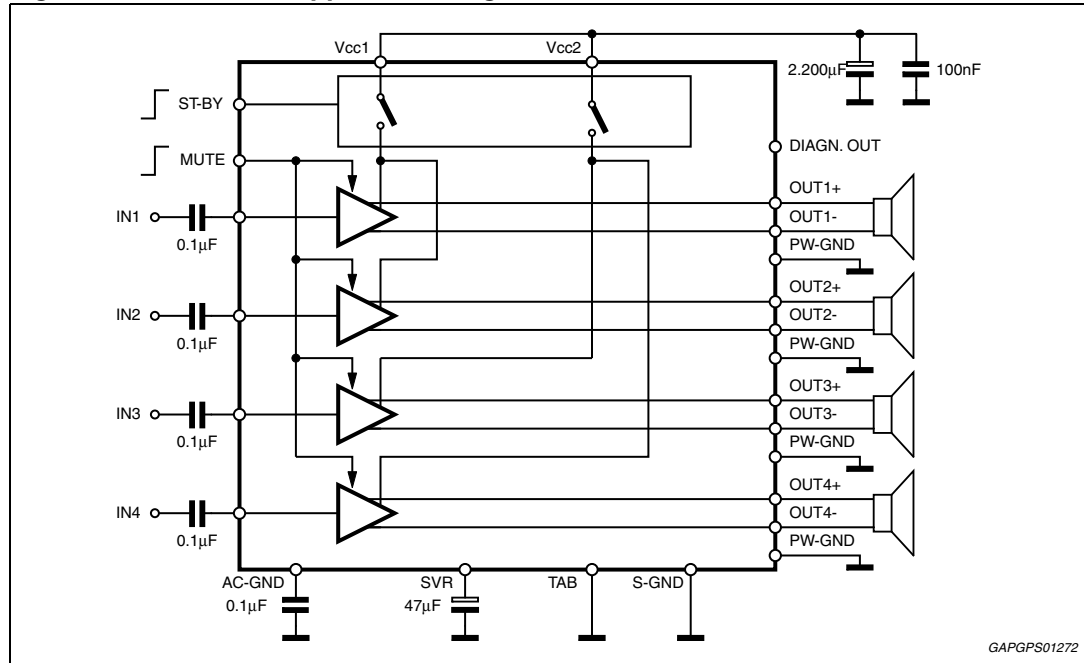 Vcc1
Vcc2
2.200µF
100nF
ST-BY
DIAGN. OUT
MUTE
OUT1+
IN1
OUT1-
0.1µF
PW-GND
OUT2+
IN2
OUT2-
0.1µF
PW-GND
OUT3+
IN3
OUT3-
0.1µF
PW-GND
OUT4+
IN4
OUT4-
0.1µF
PW-GND
AC-GND
SVR
TAB
S-GND
0.1µF
47µF
GAPGPS01272